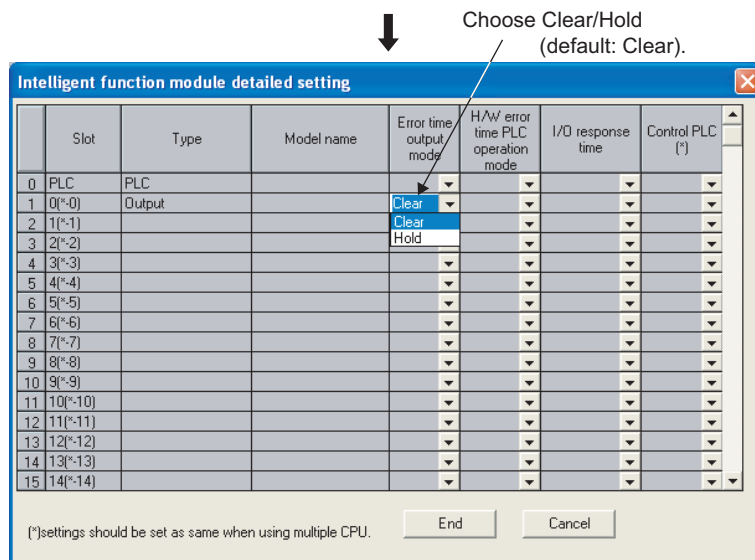 Choose Clear/Hold
(default: Clear).
Intelligent function module detailed setting
Slot Type Model name Error time output mode H/W error time PLC operation mode I/O response time Control PLC (*)
0 PLC PLC
1 0(*-0) Output Clear
2 1(*-1) Clear
3 2(*-2) Hold
4 3(*-3)
5 4(*-4)
6 5(*-5)
7 6(*-6)
8 7(*-7)
9 8(*-8)
10 9(*-9)
11 10(*-10)
12 11(*-11)
13 12(*-12)
14 13(*-13)
15 14(*-14)
(*)settings should be set as same when using multiple CPU. End Cancel